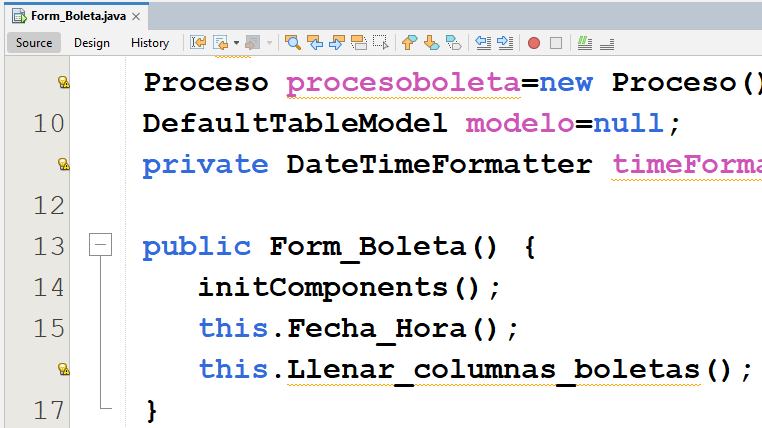 Form_Boleta.java
Source Design History
Proceso procesoboleta=new Proceso()
10 DefaultTableModel modelo=null;
private DateTimeFormatter timeForma
12
13 public Form_Boleta() {
14 initComponents();
15 this.Fecha_Hora();
this.Llenar_columnas_boletas();
17 }